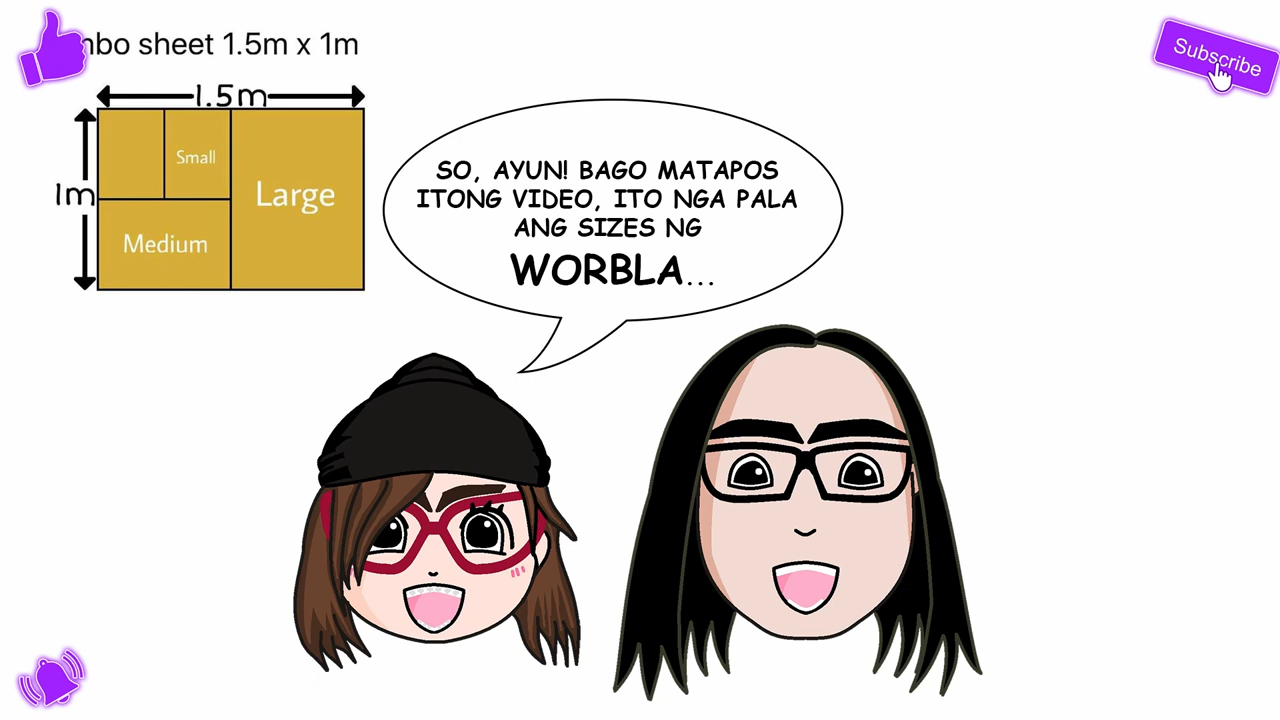 sheet 1.5m x 1m
1.5m
1m
Small
Large
Medium
Subscribe
SO, AYUN! BAGO MATAPOS
ITONG VIDEO, ITO NGA PALA
ANG SIZES NG
WORBLA...